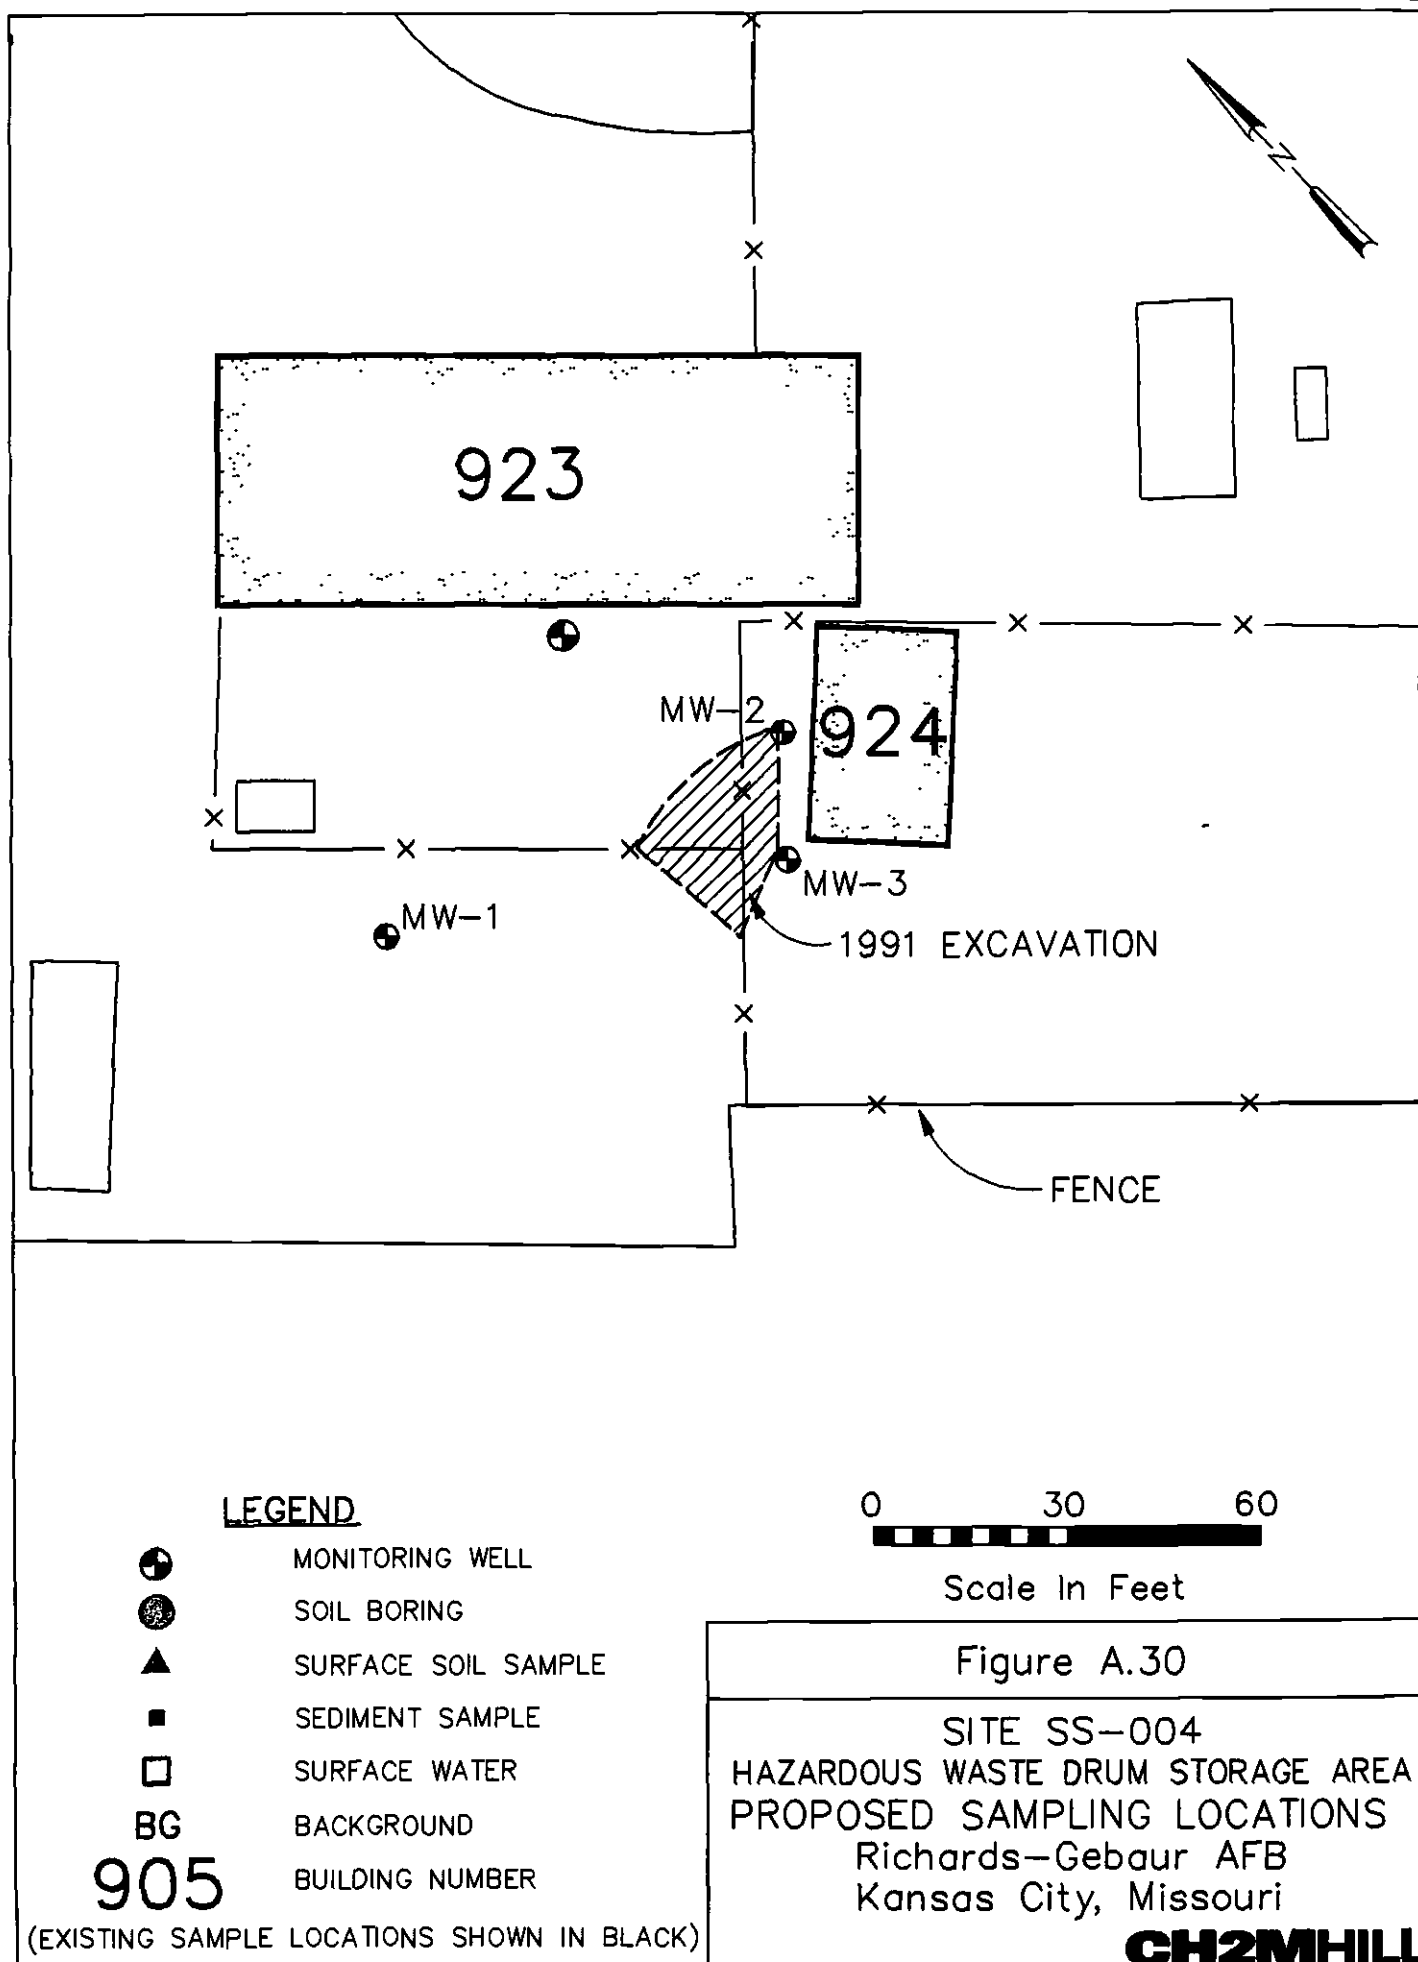 N
923
MW-2
924
MW-3
MW-1
1991 EXCAVATION
FENCE
LEGEND
MONITORING WELL
SOIL BORING
SURFACE SOIL SAMPLE
SEDIMENT SAMPLE
SURFACE WATER
BG BACKGROUND
905 BUILDING NUMBER
(EXISTING SAMPLE LOCATIONS SHOWN IN BLACK)
0 30 60
Scale In Feet
Figure A.30
SITE SS-004
HAZARDOUS WASTE DRUM STORAGE AREA
PROPOSED SAMPLING LOCATIONS
Richards-Gebaur AFB
Kansas City, Missouri
CH2MHILL